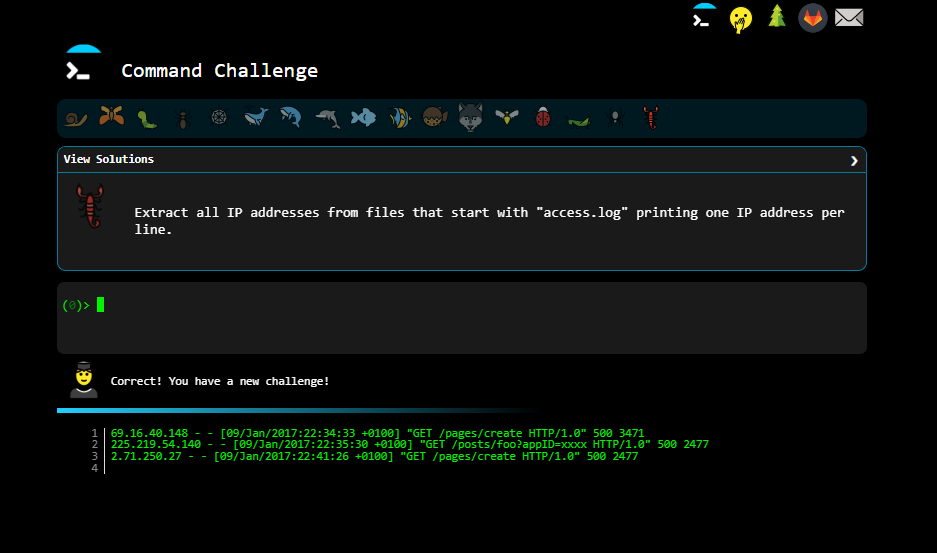 Command Challenge
View Solutions
Extract all IP addresses from files that start with "access.log" printing one IP address per
line.
(0)>
Correct! You have a new challenge!
1 69.16.40.148 - - [09/Jan/2017:22:34:33 +0100] "GET /pages/create HTTP/1.0" 500 3471
2 225.219.54.140 - - [09/Jan/2017:22:35:30 +0100] "GET /posts/foo?appID=xxxx HTTP/1.0" 500 2477
3 2.71.250.27 - - [09/Jan/2017:22:41:26 +0100] "GET /pages/create HTTP/1.0" 500 2477
4